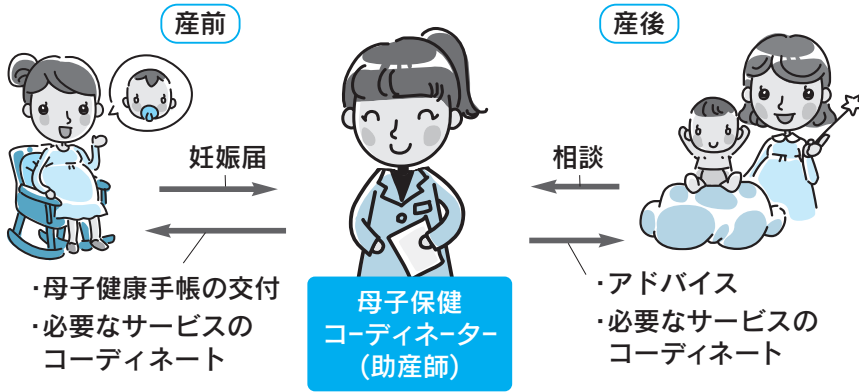 産前
産後
妊娠届
相談
・母子健康手帳の交付
・必要なサービスの
コーディネート
母子保健
コーディネーター
(助産師)
・アドバイス
・必要なサービスの
コーディネート